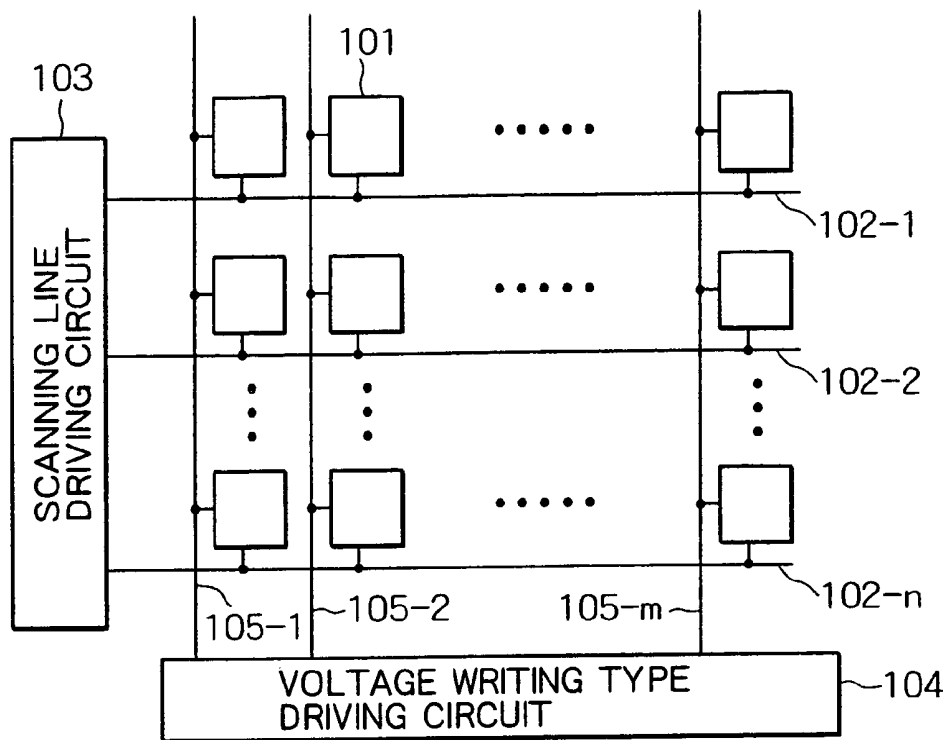 101
103
102-1
SCANNING LINE
DRIVING CIRCUIT
102-2
102-n
105-1
105-2
105-m
VOLTAGE WRITING TYPE
DRIVING CIRCUIT
104